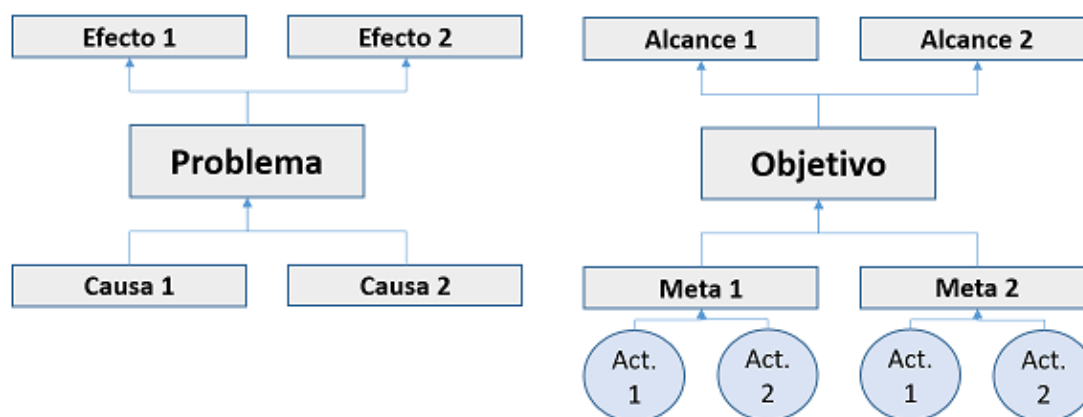 Efecto 1
Efecto 2
Problema
Causa 1
Causa 2
Alcance 1
Alcance 2
Objetivo
Meta 1
Meta 2
Act.
1
Act.
2
Act.
1
Act.
2